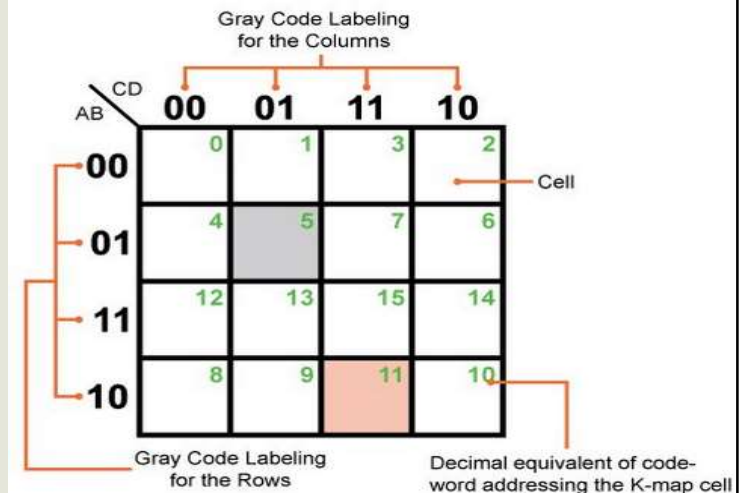 Gray Code Labeling
for the Columns
CD
AB
00 01 11 10
00
0 1 3 2
Cell
01
4 5 7 6
11
12 13 15 14
10
8 9 11 10
Gray Code Labeling
for the Rows
Decimal equivalent of code-
word addressing the K-map cell